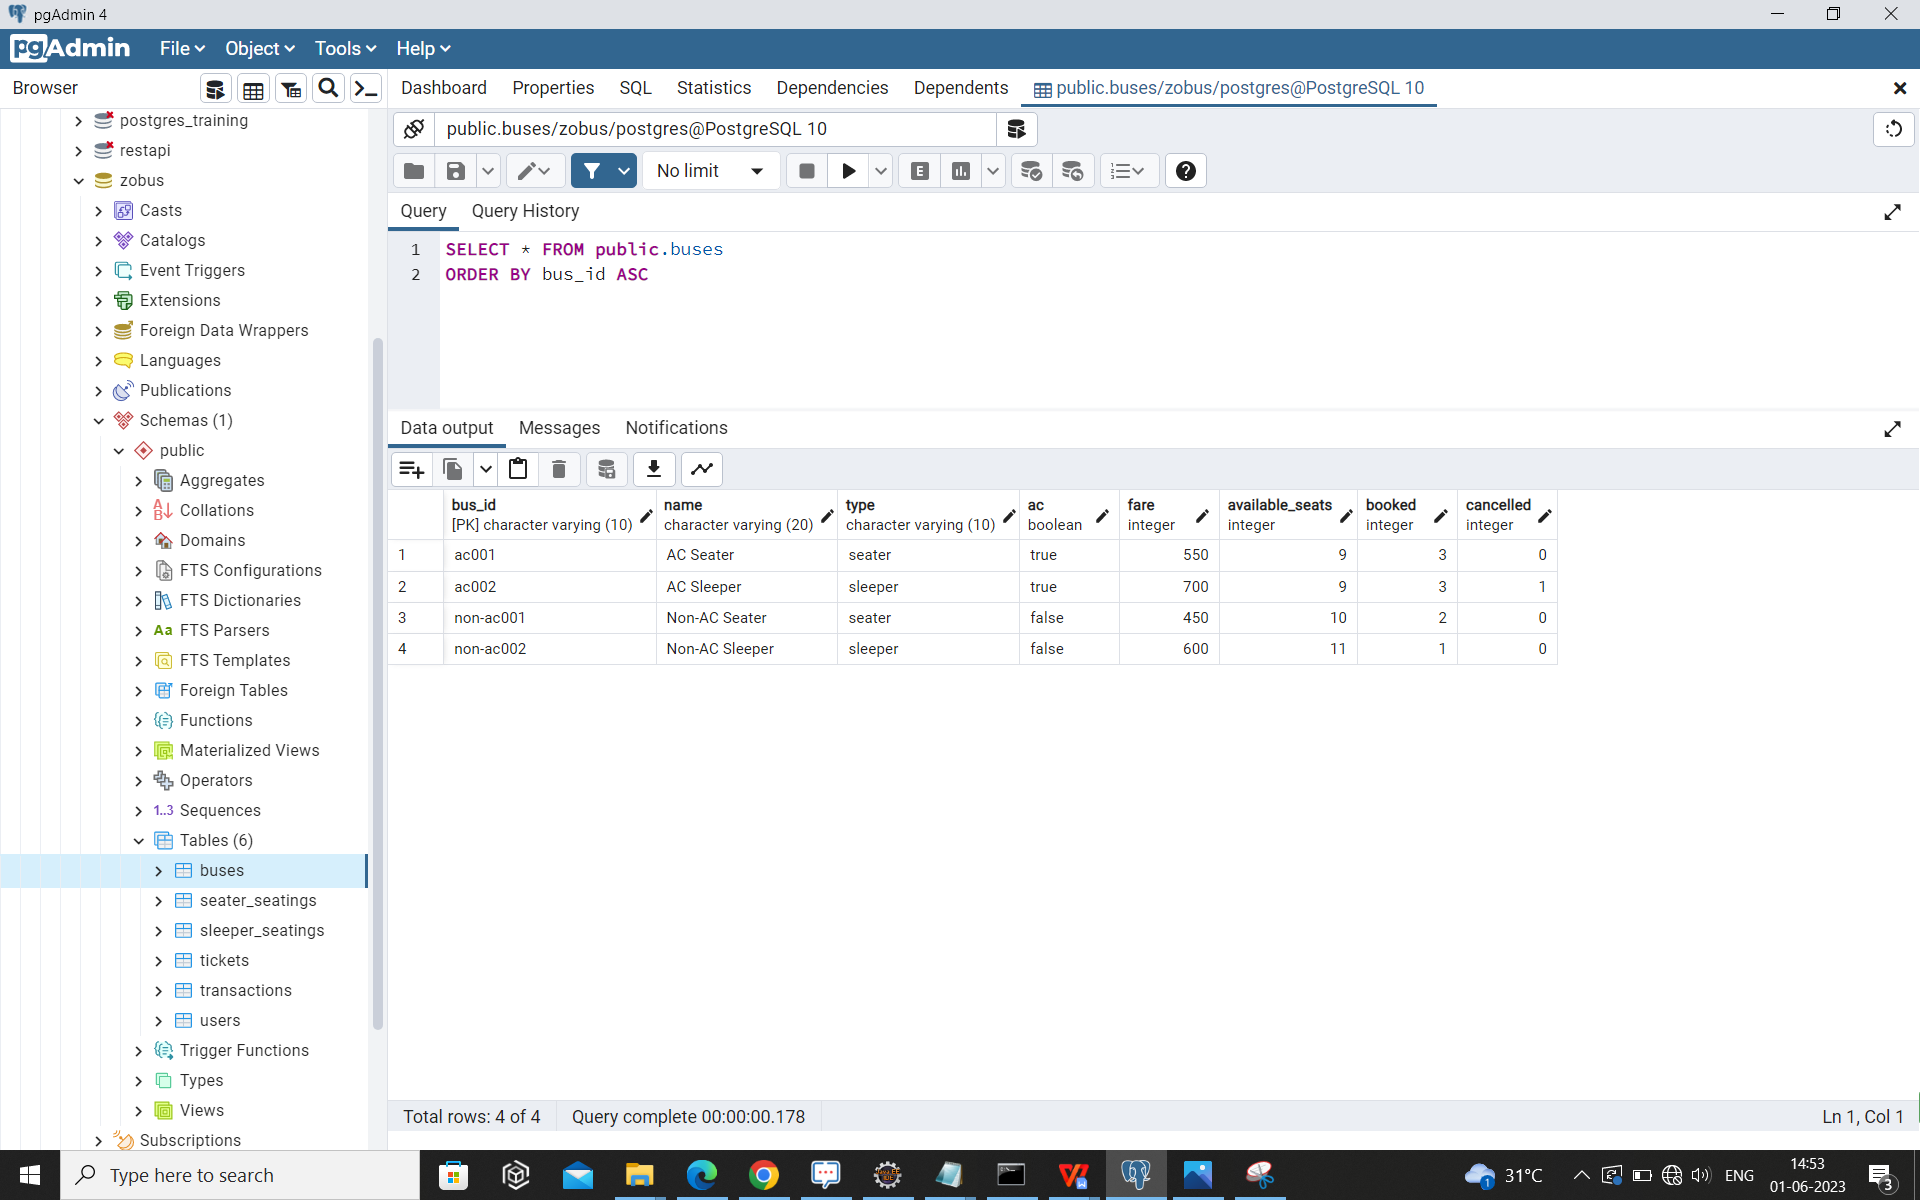 pgAdmin 4
pgAdmin File Object Tools Help
Browser
Dashboard Properties SQL Statistics Dependencies Dependents public.buses/zobus/postgres@PostgreSQL 10
public.buses/zobus/postgres@PostgreSQL 10
No limit
E
Query Query History
1 SELECT * FROM public.buses
2 ORDER BY bus_id ASC
postgres_training
restapi
zobus
Casts
Catalogs
Event Triggers
Extensions
Foreign Data Wrappers
Languages
Publications
Schemas (1)
public
Aggregates
Collations
Domains
FTS Configurations
FTS Dictionaries
Aa FTS Parsers
FTS Templates
Foreign Tables
Functions
Materialized Views
Operators
1..3 Sequences
Tables (6)
buses
seater_seatings
sleeper_seatings
tickets
transactions
users
Trigger Functions
Types
Views
Subscriptions
Data output Messages Notifications
bus_id name type ac fare available_seats booked cancelled
[PK] character varying (10) character varying (20) character varying (10) boolean integer integer integer integer
1 ac001 AC Seater seater true 550 9 3 0
2 ac002 AC Sleeper sleeper true 700 9 3 1
3 non-ac001 Non-AC Seater seater false 450 10 2 0
4 non-ac002 Non-AC Sleeper sleeper false 600 11 1 0
Total rows: 4 of 4 Query complete 00:00:00.178 Ln 1, Col 1
Type here to search
1 31°C ENG
14:53
01-06-2023
3